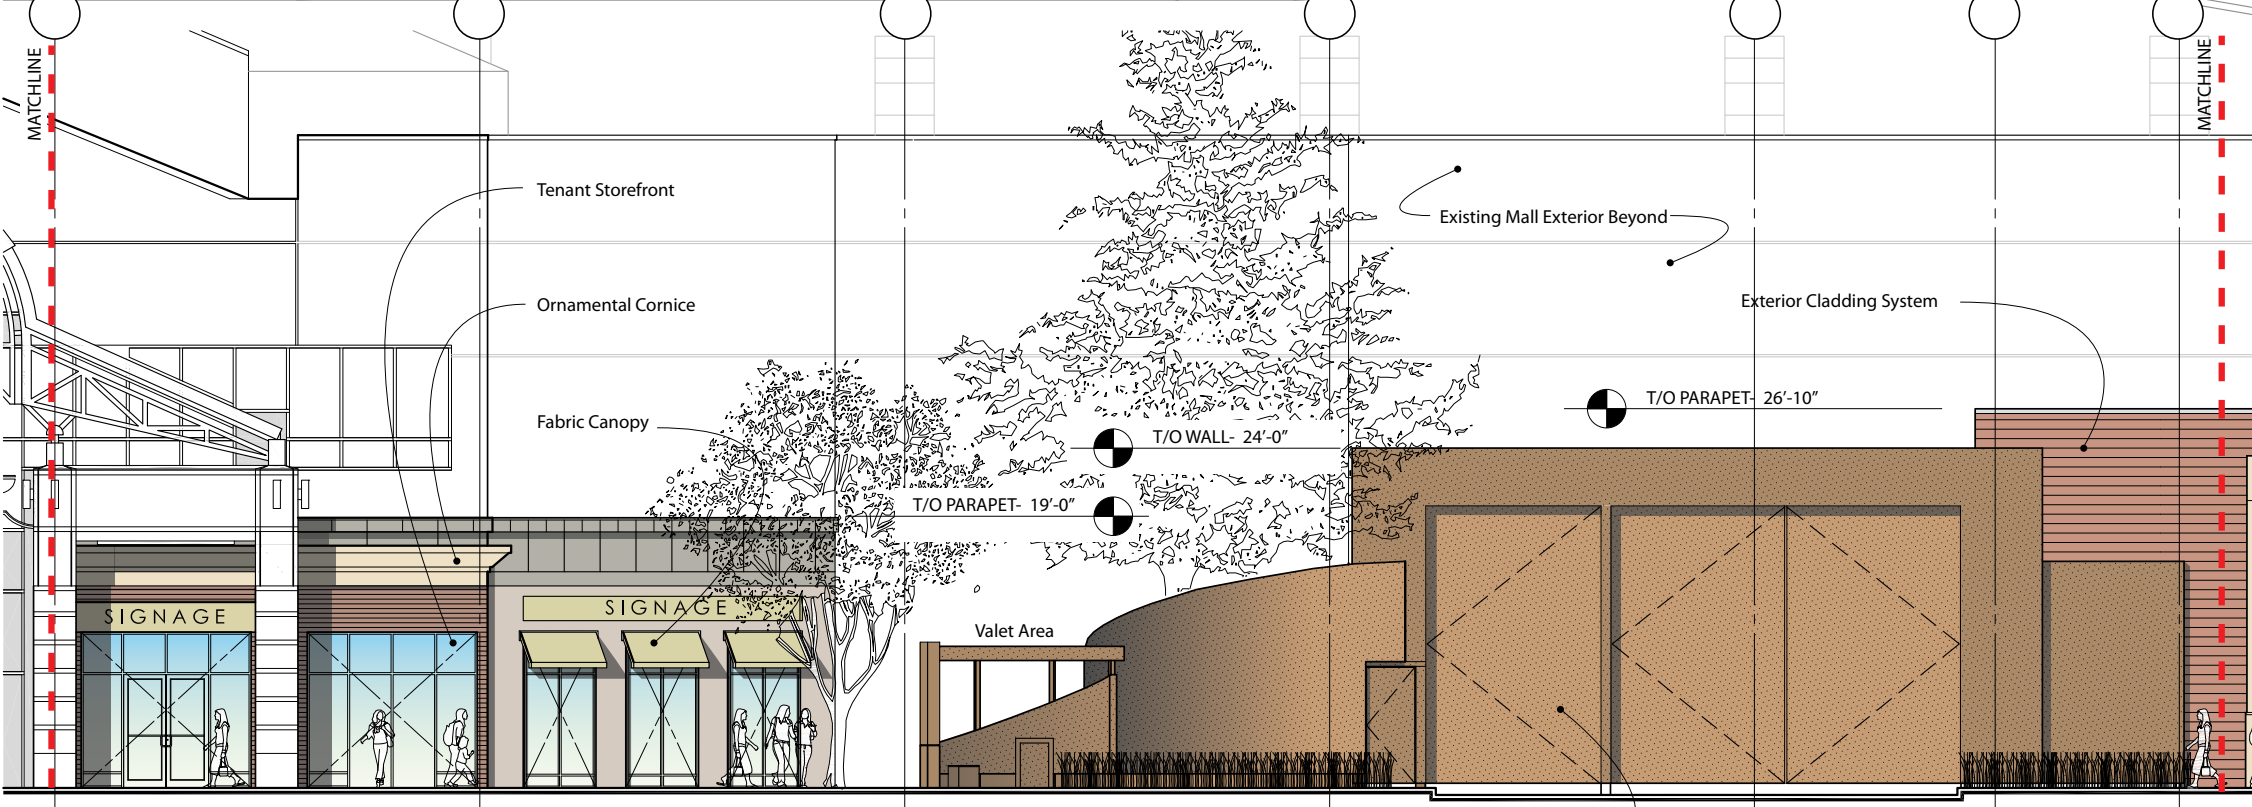 MATCHLINE
MATCHLINE
Tenant Storefront
Existing Mall Exterior Beyond
Ornamental Cornice
Exterior Cladding System
Fabric Canopy
T/O PARAPET- 26’-10”
T/O WALL- 24’-0”
T/O PARAPET- 19’-0”
SIGNAGE
SIGNAGE
Valet Area